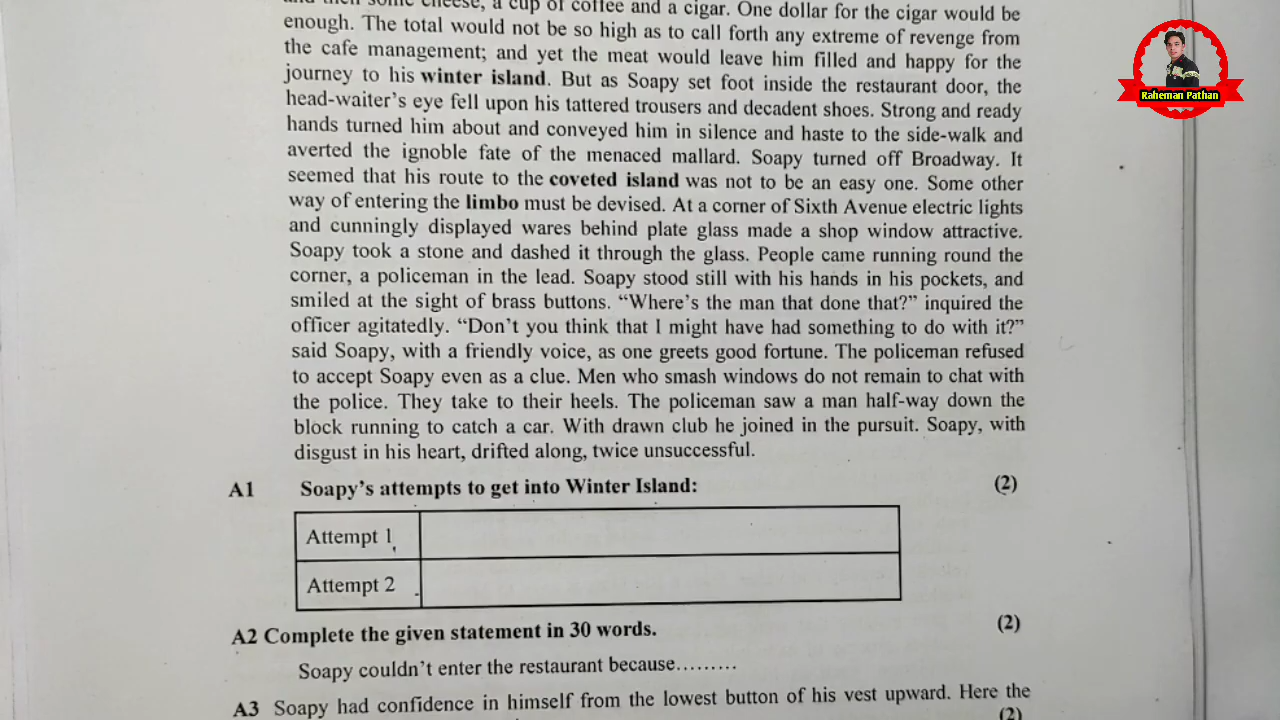 and then some cheese, a cup of coffee and a cigar. One dollar for the cigar would be
enough. The total would not be so high as to call forth any extreme of revenge from
the cafe management; and yet the meat would leave him filled and happy for the
journey to his winter island. But as Soapy set foot inside the restaurant door, the
head-waiter's eye fell upon his tattered trousers and decadent shoes. Strong and ready
hands turned him about and conveyed him in silence and haste to the side-walk and
averted the ignoble fate of the menaced mallard. Soapy turned off Broadway. It
seemed that his route to the coveted island was not to be an easy one. Some other
way of entering the limbo must be devised. At a corner of Sixth Avenue electric lights
and cunningly displayed wares behind plate glass made a shop window attractive.
Soapy took a stone and dashed it through the glass. People came running round the
corner, a policeman in the lead. Soapy stood still with his hands in his pockets, and
smiled at the sight of brass buttons. “Where's the man that done that?” inquired the
officer agitatedly. “Don't you think that I might have had something to do with it?”
said Soapy, with a friendly voice, as one greets good fortune. The policeman refused
to accept Soapy even as a clue. Men who smash windows do not remain to chat with
the police. They take to their heels. The policeman saw a man half-way down the
block running to catch a car. With drawn club he joined in the pursuit. Soapy, with
disgust in his heart, drifted along, twice unsuccessful.
A1 Soapy's attempts to get into Winter Island: (2)
Attempt 1
Attempt 2
A2 Complete the given statement in 30 words. (2)
Soapy couldn't enter the restaurant because.........
A3 Soapy had confidence in himself from the lowest button of his vest upward. Here the
(2)
Raheman Pathan